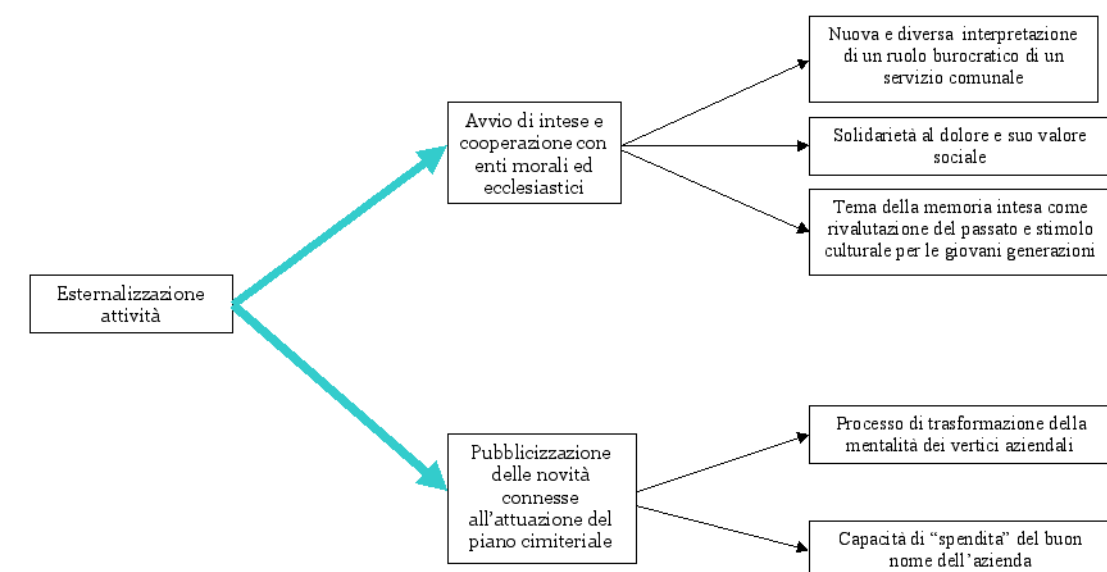 Nuova e diversa interpretazione
di un ruolo burocratico di un
servizio comunale
Avvio di intese e
cooperazione con
enti morali ed
ecclesiastici
Solidarietà al dolore e suo valore
sociale
Tema della memoria intesa come
rivalutazione del passato e stimolo
culturale per le giovani generazioni
Esternalizzazione
attività
Pubblicizzazione
delle novità
connesse
all'attuazione del
piano cimiteriale
Processo di trasformazione della
mentalità dei vertici aziendali
Capacità di “spendita” del buon
nome dell'azienda